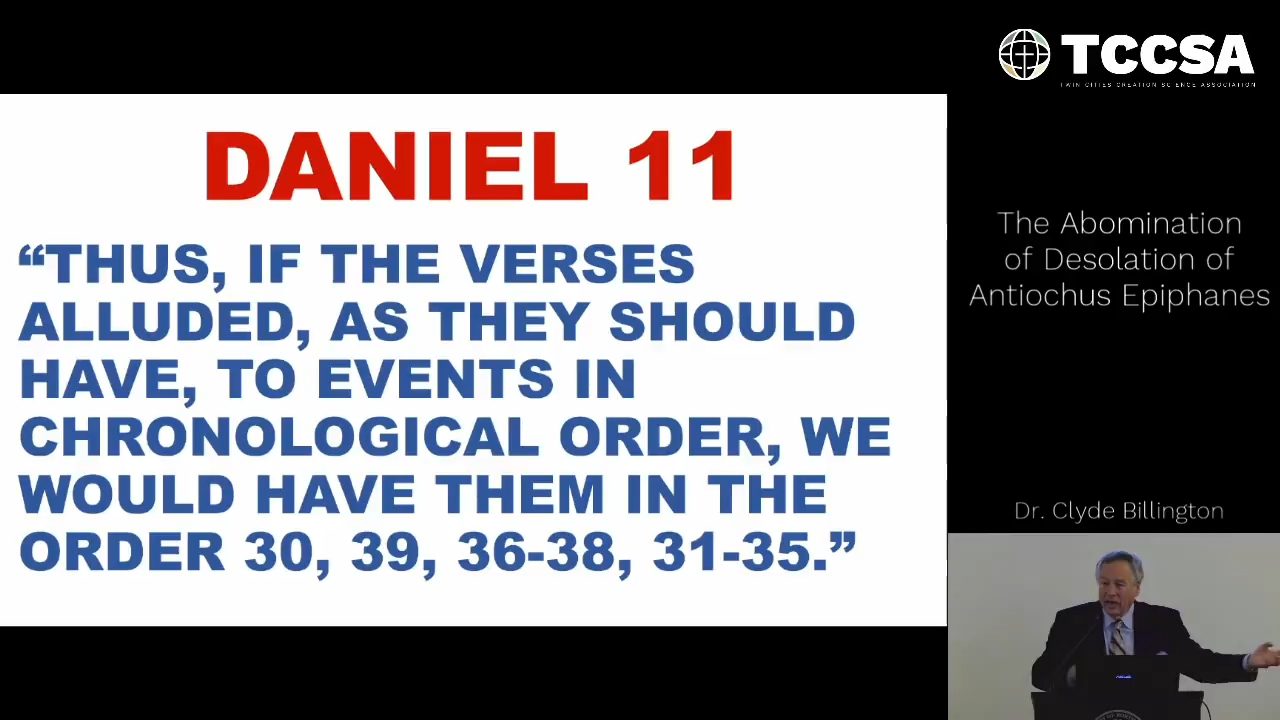 TCCSA
TWIN CITIES CREATION SCIENCE ASSOCIATION
DANIEL 11
“THUS, IF THE VERSES
ALLUDED, AS THEY SHOULD
HAVE, TO EVENTS IN
CHRONOLOGICAL ORDER, WE
WOULD HAVE THEM IN THE
ORDER 30, 39, 36-38, 31-35.”
The Abomination
of Desolation of
Antiochus Epiphanes
Dr. Clyde Billington